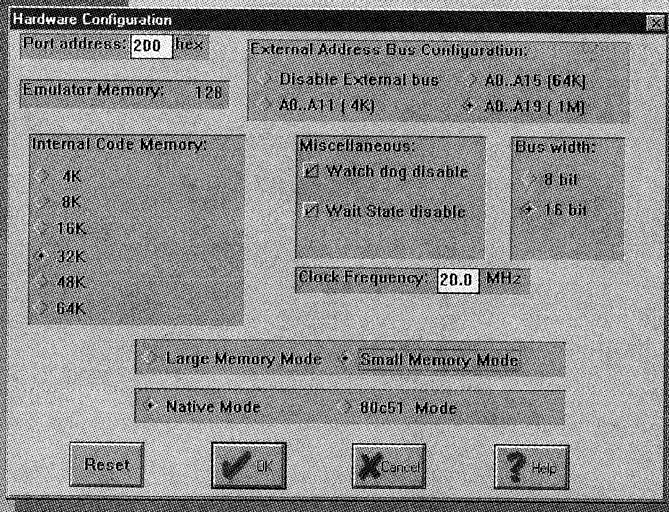 Hardware Configuration
Port address: 200 hex
Emulator Memory: 128
External Address Bus Configuration:
Disable External bus A0..A15 (64K)
A0..A11 ( 4K) A0..A19 ( 1M)
Internal Code Memory:
4K
8K
16K
32K
48K
64K
Miscellaneous:
Watch dog disable
Wait State disable
Bus width:
8 bit
16 bit
Clock Frequency: 20.0 MHz
Large Memory Mode Small Memory Mode
Native Mode 80c51 Mode
Reset OK Cancel Help